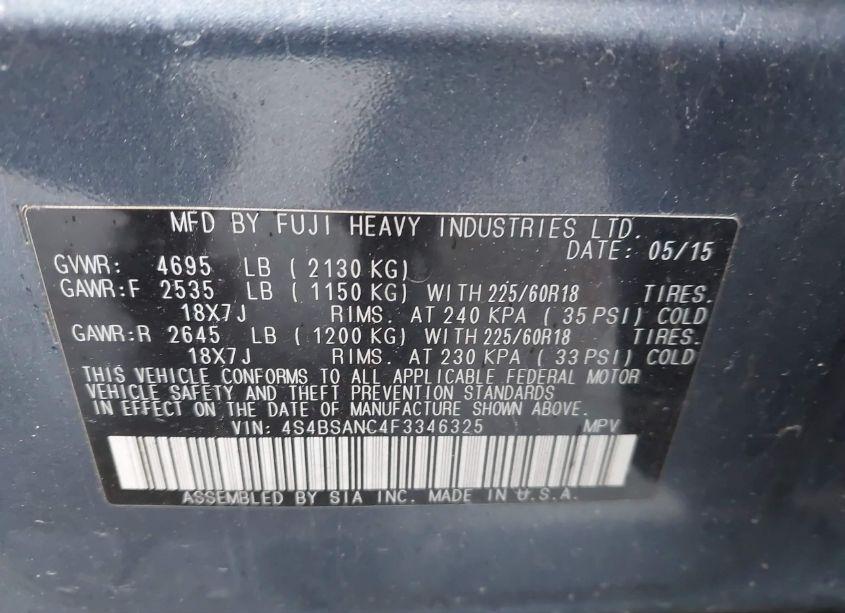 MFD BY FUJI HEAVY INDUSTRIES LTD.
DATE: 05/15
GVWR: 4695 LB ( 2130 KG)
GAWR:F 2535 LB ( 1150 KG) WITH 225/60R18 TIRES.
18X7J RIMS. AT 240 KPA ( 35 PSI) COLD
GAWR:R 2645 LB ( 1200 KG) WITH 225/60R18 TIRES.
18X7J RIMS. AT 230 KPA ( 33 PSI) COLD
THIS VEHICLE CONFORMS TO ALL APPLICABLE FEDERAL MOTOR
VEHICLE SAFETY AND THEFT PREVENTION STANDARDS
IN EFFECT ON THE DATE OF MANUFACTURE SHOWN ABOVE.
VIN: 4S4BSANC4F3346325 MPV
ASSEMBLED BY SIA INC. MADE IN U.S.A.